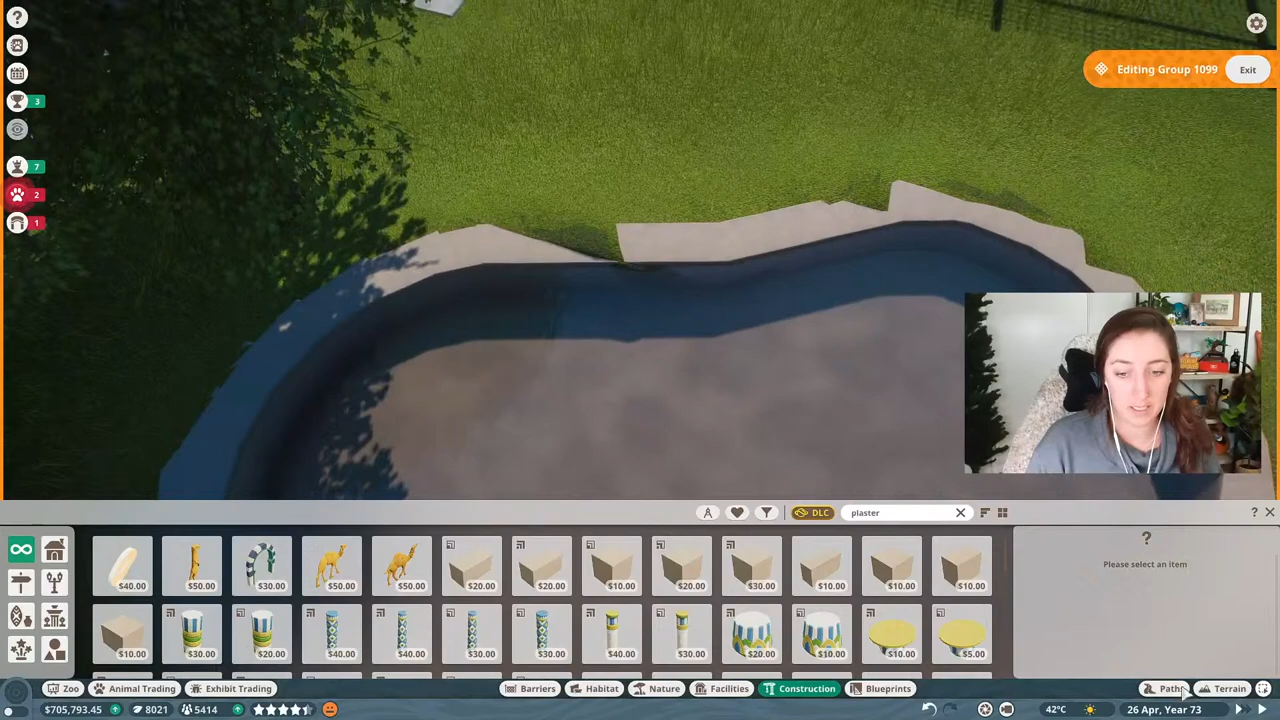 ?
Editing Group 1099 Exit
3
7
2
1
DLC plaster
?
$40.00 $50.00 $30.00 $50.00 $50.00 $20.00 $20.00 $10.00 $20.00 $30.00 $10.00 $10.00 $10.00
?
Please select an item
$10.00 $30.00 $20.00 $40.00 $40.00 $30.00 $30.00 $40.00 $30.00 $20.00 $10.00 $10.00 $5.00
Zoo Animal Trading Exhibit Trading Barriers Habitat Nature Facilities Construction Blueprints Paths Terrain
$705,793.45 8021 5414 42°C 26 Apr, Year 73